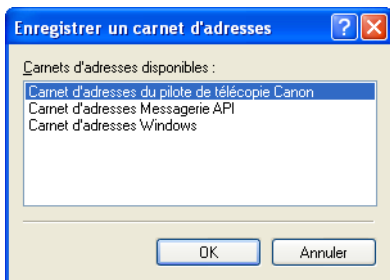 Enregistrer un carnet d'adresses
Carnets d'adresses disponibles :
Carnet d'adresses du pilote de télécopie Canon
Carnet d'adresses Messagerie API
Carnet d'adresses Windows
OK Annuler